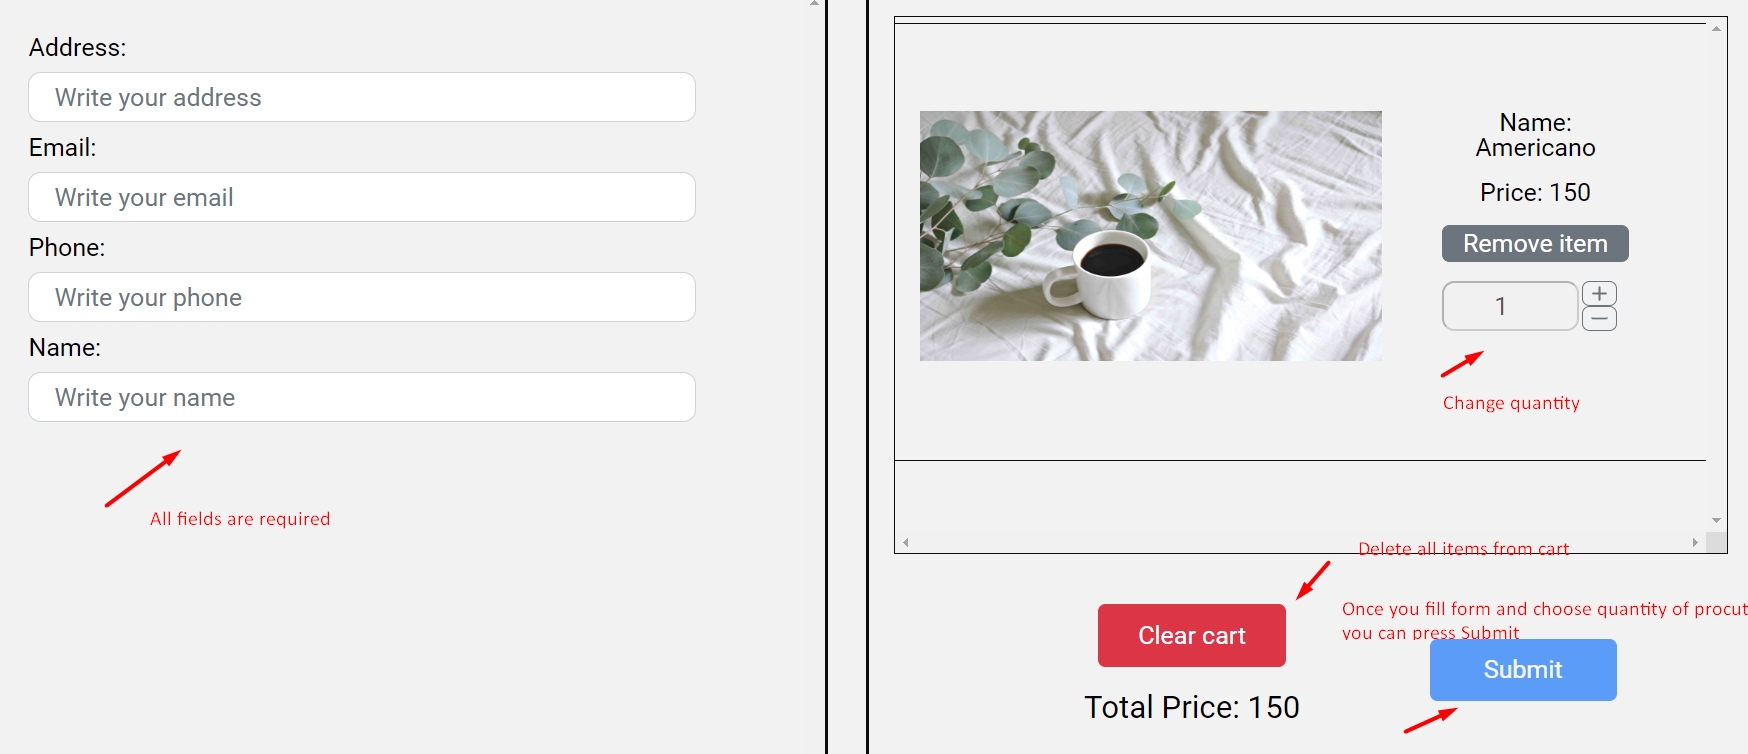 Address:
Write your address
Email:
Write your email
Phone:
Write your phone
Name:
Write your name
All fields are required
Name:
Americano
Price: 150
Remove item
1
Change quantity
Delete all items from cart
Once you fill form and choose quantity of procut
you can press Submit
Clear cart
Submit
Total Price: 150